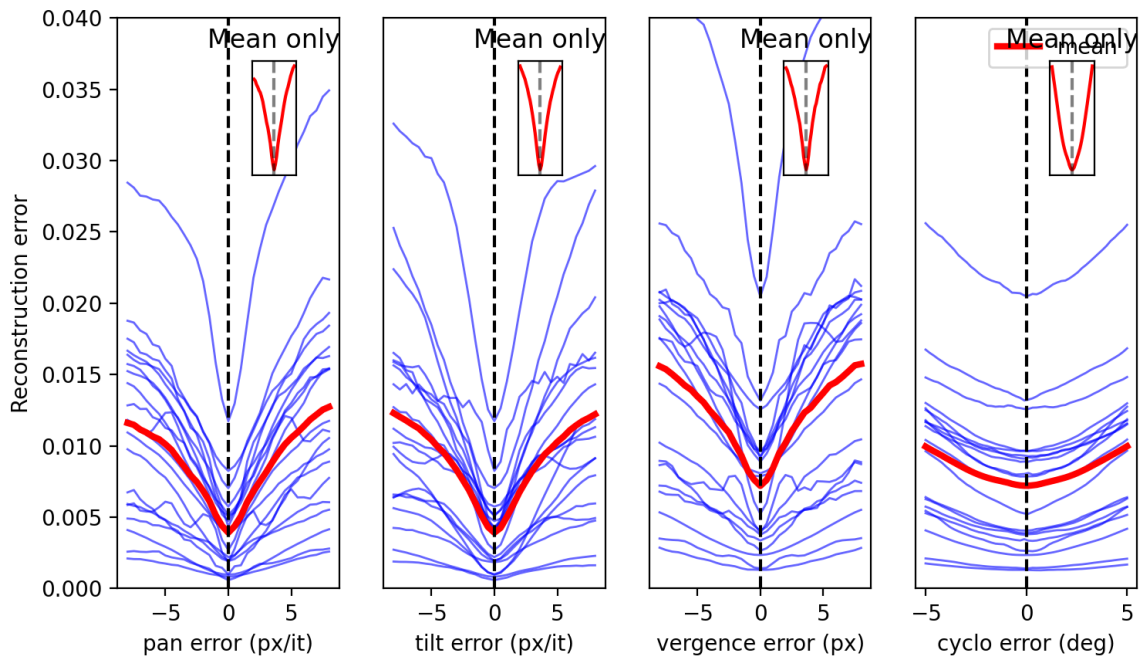 Reconstruction error
0.040
0.035
0.030
0.025
0.020
0.015
0.010
0.005
0.000
Mean only
−5 0 5
pan error (px/it)
Mean only
−5 0 5
tilt error (px/it)
Mean only
−5 0 5
vergence error (px)
Mean only
mean
−5 0 5
cyclo error (deg)